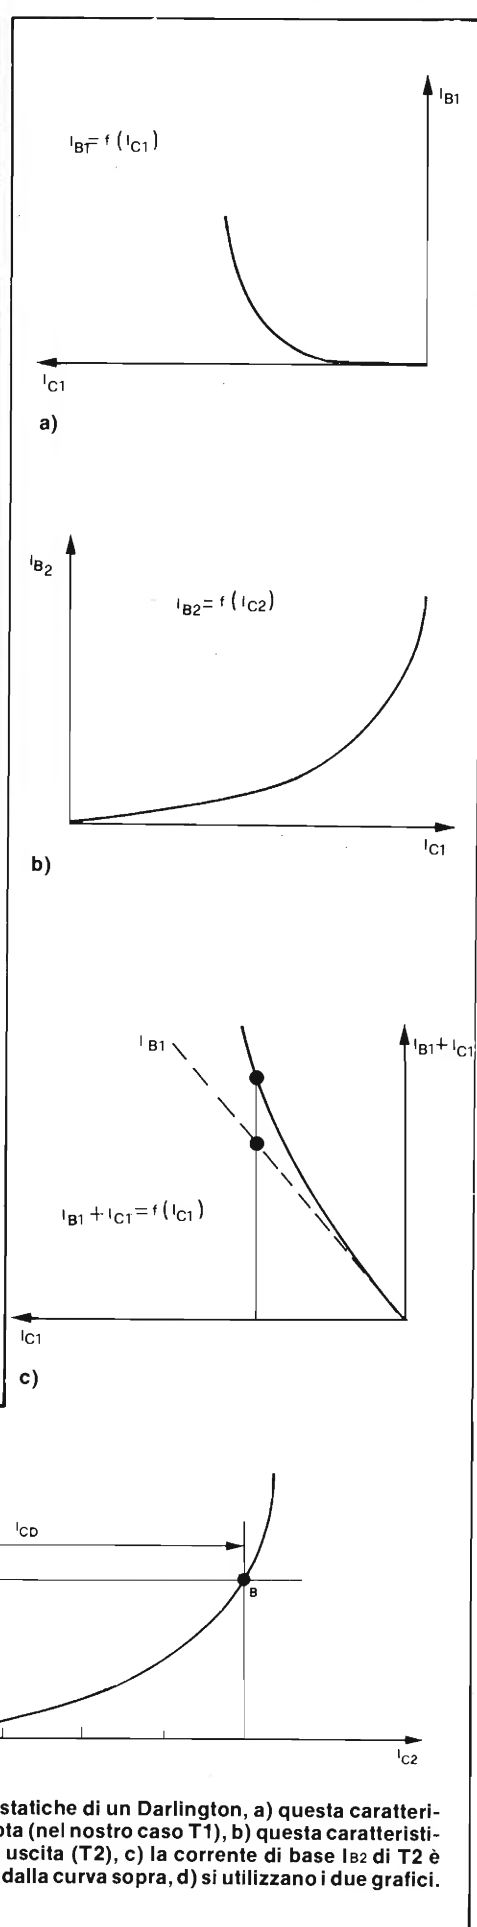 IB1
IB1=f(IC1)
IC1
a)
IB2
IB2=f(IC2)
IC1
b)
IB1
IB1+IC1
IB1+IC1=f(IC1)
IC1
c)
ICD
B
IC2
statiche di un Darlington, a) questa caratteri-
(nel nostro caso T1), b) questa caratteristi-
uscita (T2), c) la corrente di base IB2 di T2 è
dalla curva sopra, d) si utilizzano i due grafici.